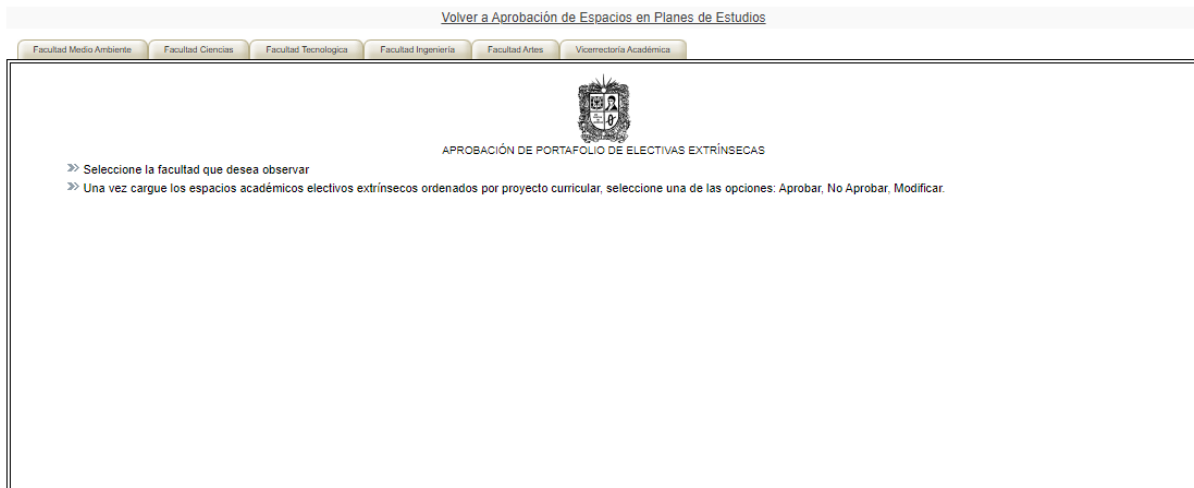 Volver a Aprobación de Espacios en Planes de Estudios
Facultad Medio Ambiente
Facultad Ciencias
Facultad Tecnologica
Facultad Ingeniería
Facultad Artes
Vicerrectoría Académica
APROBACIÓN DE PORTAFOLIO DE ELECTIVAS EXTRÍNSECAS
Seleccione la facultad que desea observar
Una vez cargue los espacios académicos electivos extrínsecos ordenados por proyecto curricular, seleccione una de las opciones: Aprobar, No Aprobar, Modificar.